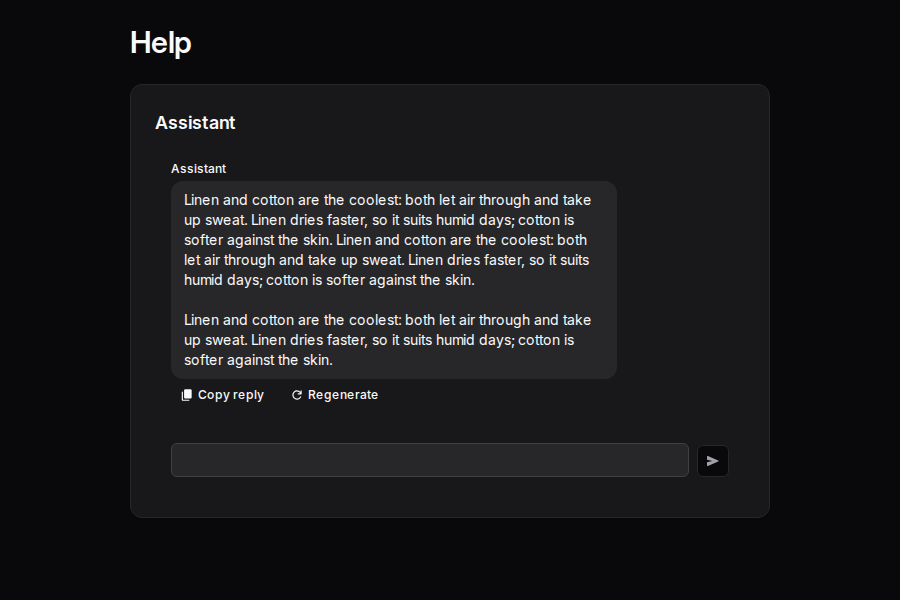 Help
Assistant
Assistant
Linen and cotton are the coolest: both let air through and take
up sweat. Linen dries faster, so it suits humid days; cotton is
softer against the skin. Linen and cotton are the coolest: both
let air through and take up sweat. Linen dries faster, so it suits
humid days; cotton is softer against the skin.
Linen and cotton are the coolest: both let air through and take
up sweat. Linen dries faster, so it suits humid days; cotton is
softer against the skin.
Copy reply
Regenerate